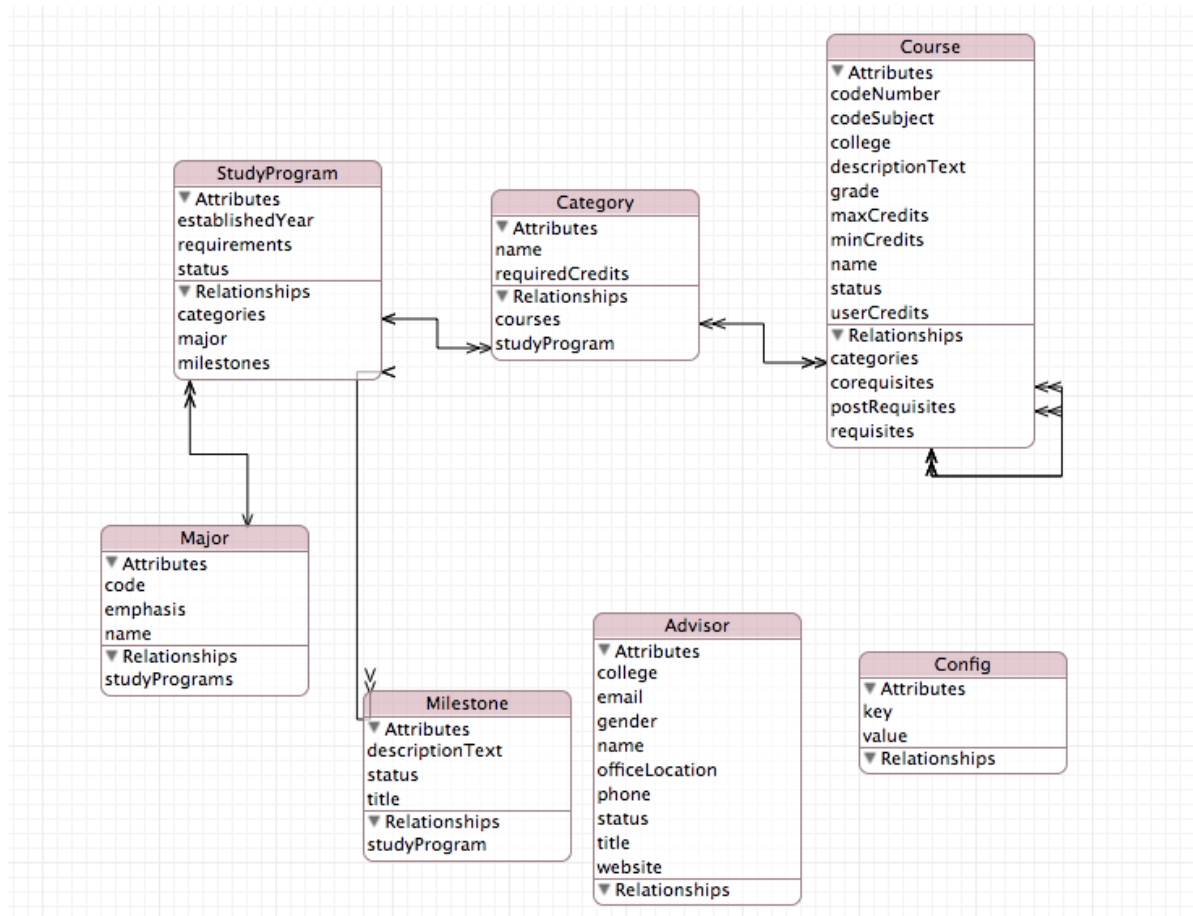 Course
Attributes
codeNumber
codeSubject
college
descriptionText
grade
maxCredits
minCredits
name
status
userCredits
Relationships
categories
corequisites
postRequisites
requisites
StudyProgram
Attributes
establishedYear
requirements
status
Relationships
categories
major
milestones
Category
Attributes
name
requiredCredits
Relationships
courses
studyProgram
Major
Attributes
code
emphasis
name
Relationships
studyPrograms
Milestone
Attributes
descriptionText
status
title
Relationships
studyProgram
Advisor
Attributes
college
email
gender
name
officeLocation
phone
status
title
website
Relationships
Config
Attributes
key
value
Relationships